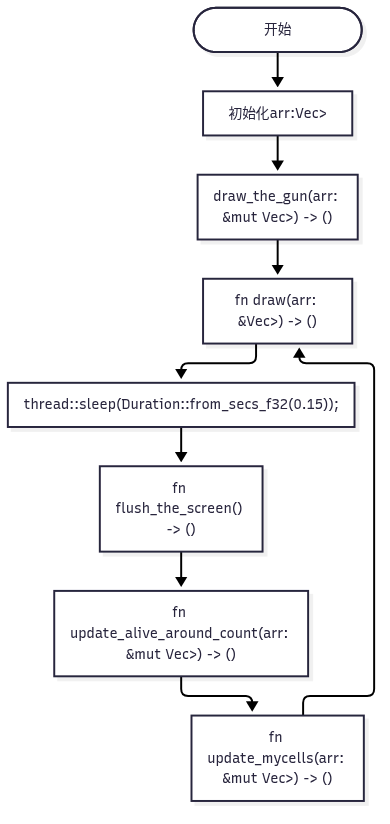 开始
初始化arr:Vec>
draw_the_gun(arr:
&mut Vec>) -> ()
fn draw(arr:
&Vec>) -> ()
thread::sleep(Duration::from_secs_f32(0.15));
fn
flush_the_screen()
-> ()
fn
update_alive_around_count(arr:
&mut Vec>) -> ()
fn
update_mycells(arr:
&mut Vec>) -> ()